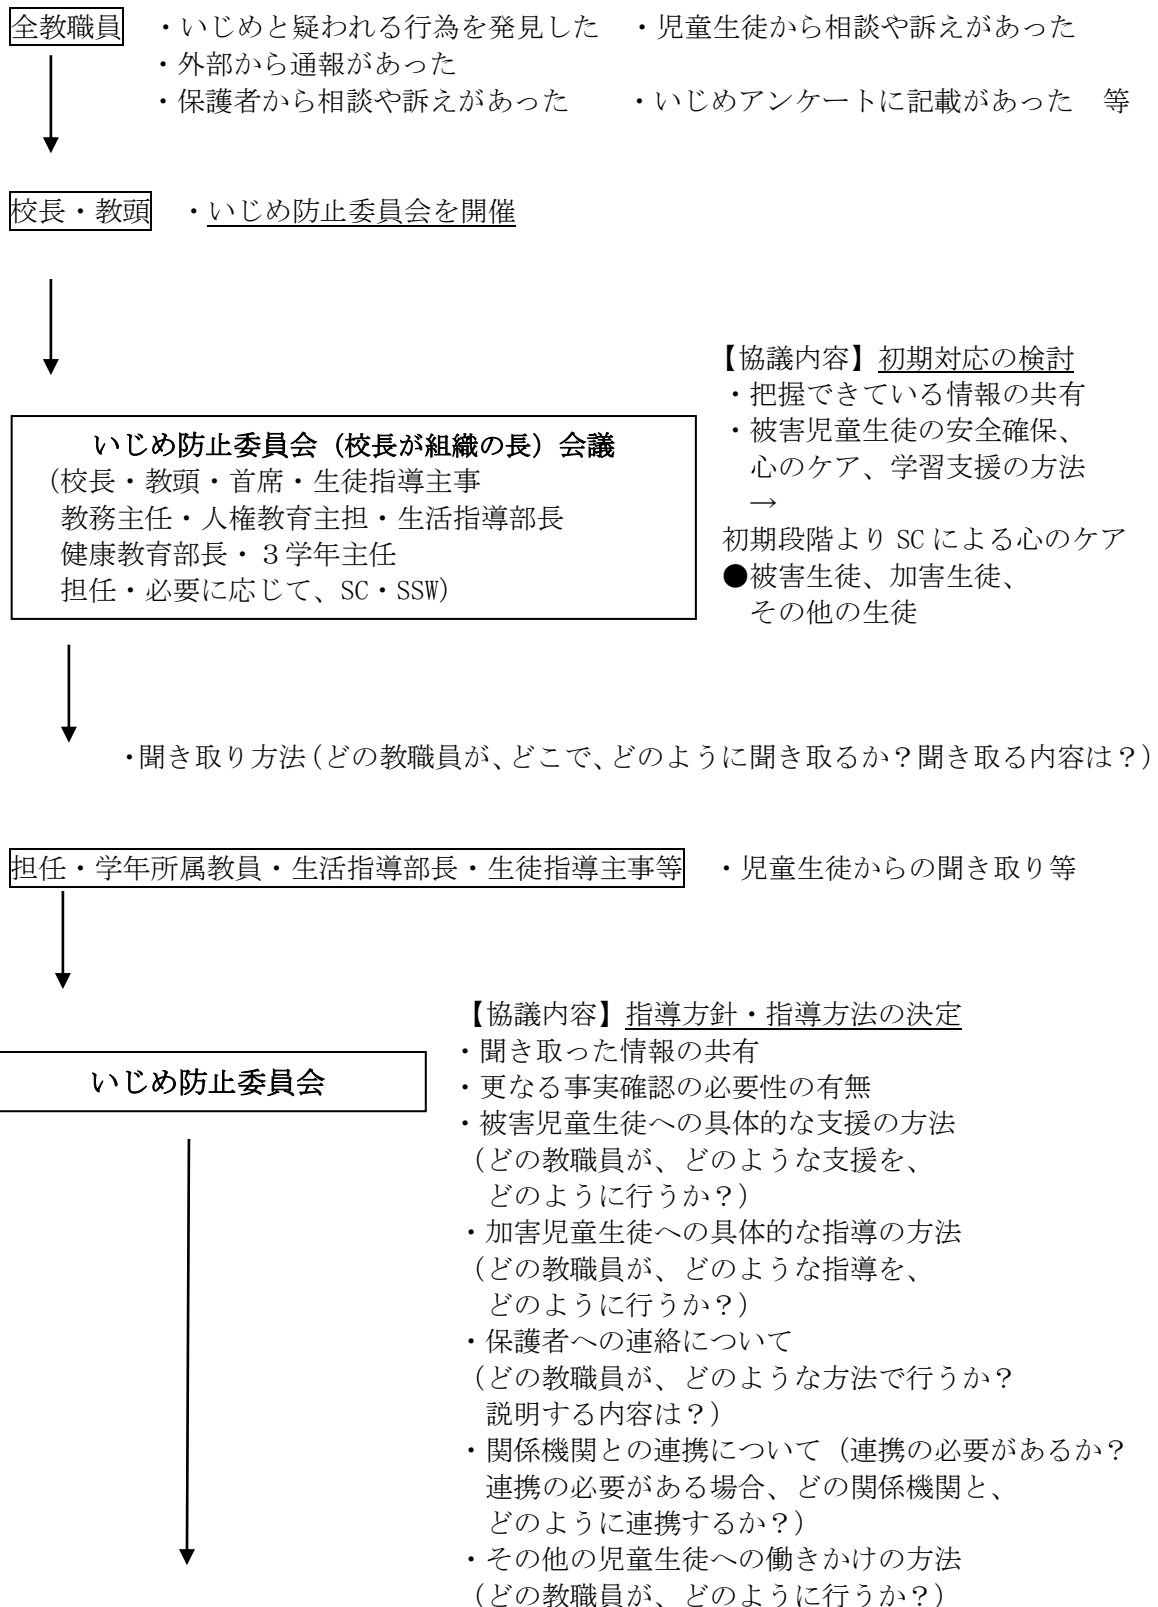 全教職員　・いじめと疑われる行為を発見した　・児童生徒から相談や訴えがあった
・外部から通報があった
・保護者から相談や訴えがあった　　・いじめアンケートに記載があった　等
校長・教頭　・いじめ防止委員会を開催
いじめ防止委員会（校長が組織の長）会議
（校長・教頭・首席・生徒指導主事
教務主任・人権教育主担・生活指導部長
健康教育部長・３学年主任
担任・必要に応じて、SC・SSW）
【協議内容】初期対応の検討
・把握できている情報の共有
・被害児童生徒の安全確保、
心のケア、学習支援の方法
→
初期段階より SC による心のケア
●被害生徒、加害生徒、
その他の生徒
・聞き取り方法（どの教職員が、どこで、どのように聞き取るか？聞き取る内容は？）
担任・学年所属教員・生活指導部長・生徒指導主事等　・児童生徒からの聞き取り等
いじめ防止委員会
【協議内容】指導方針・指導方法の決定
・聞き取った情報の共有
・更なる事実確認の必要性の有無
・被害児童生徒への具体的な支援の方法
（どの教職員が、どのような支援を、
どのように行うか？）
・加害児童生徒への具体的な指導の方法
（どの教職員が、どのような指導を、
どのように行うか？）
・保護者への連絡について
（どの教職員が、どのような方法で行うか？
説明する内容は？）
・関係機関との連携について（連携の必要があるか？
連携の必要がある場合、どの関係機関と、
どのように連携するか？）
・その他の児童生徒への働きかけの方法
（どの教職員が、どのように行うか？）